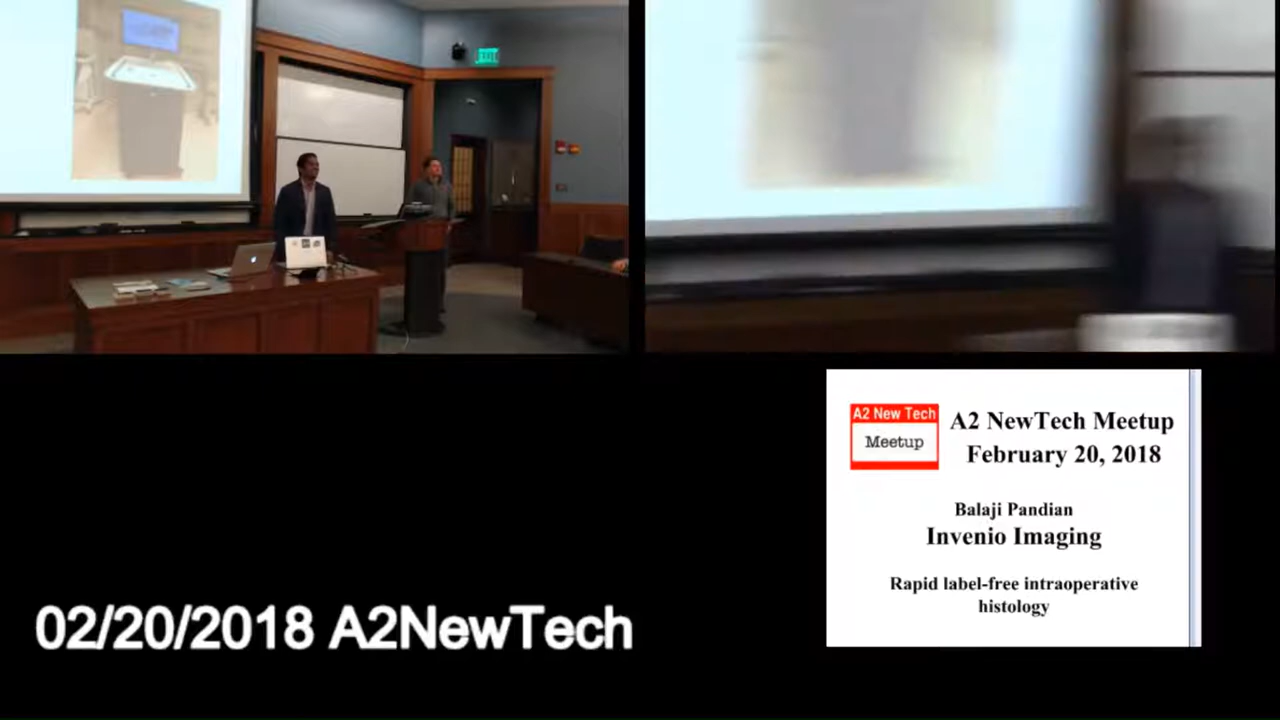 EXIT
A2 New Tech
Meetup
A2 NewTech Meetup
February 20, 2018
Balaji Pandian
Invenio Imaging
Rapid label-free intraoperative
histology
02/20/2018 A2NewTech